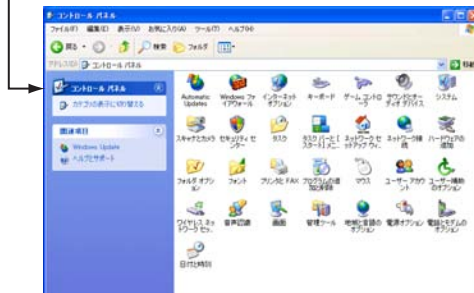 コントロール パネル
ファイル(F) 編集(E) 表示(V) お気に入り(A) ツール(T) ヘルプ(H)
戻る 検索 フォルダ
アドレス(D) コントロール パネル 移動
コントロール パネル
カテゴリの表示に切り替える
関連項目
Windows Update
ヘルプとサポート
Automatic Updates
Windows ファイアウォール
インターネット オプション
キーボード
ゲーム コントローラ
サウンドとオーディオ デバイス
システム
スキャナとカメラ
セキュリティ センター
タスク
タスク バーと [スタート] メニ...
ネットワーク セットアップ ウィ...
ネットワーク接続
ハードウェアの追加
フォルダ オプション
フォント
プリンタと FAX
プログラムの追加と削除
マウス
ユーザー アカウント
ユーザー補助のオプション
ワイヤレス ネットワーク セッ...
音声認識
画面
管理ツール
地域と言語のオプション
電源オプション
電話とモデムのオプション
日付と時刻